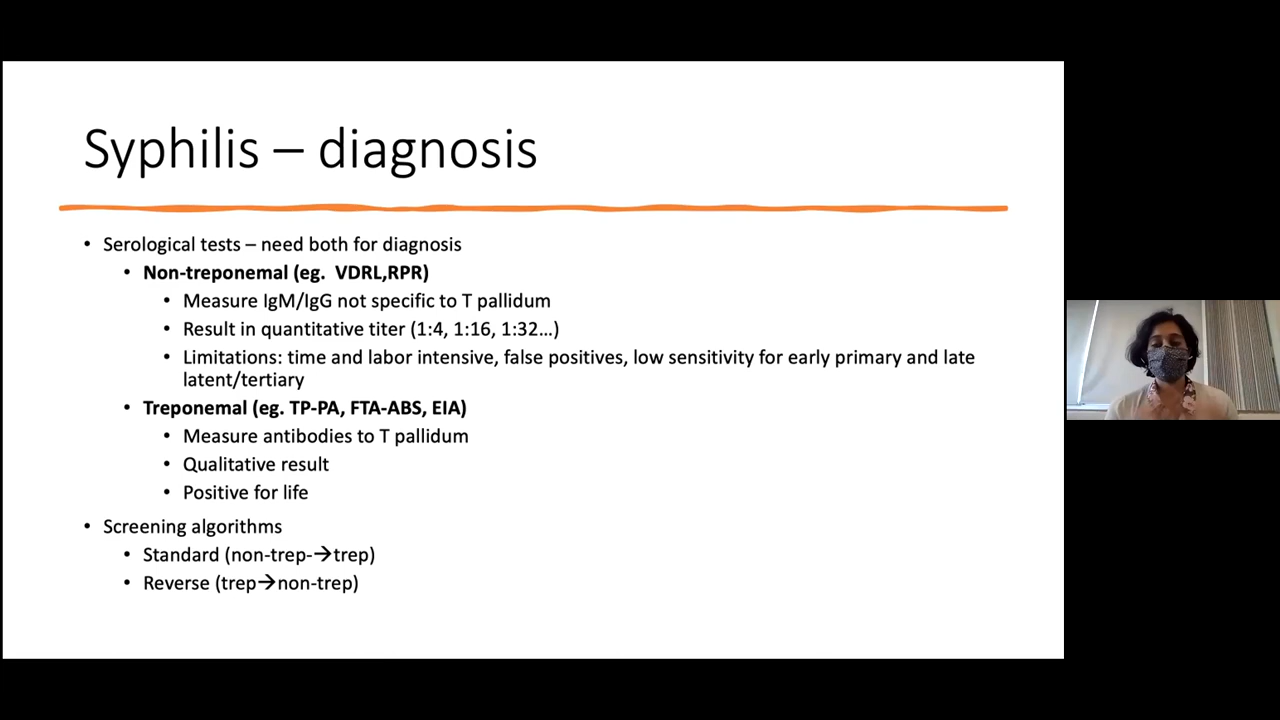 Syphilis – diagnosis
• Serological tests – need both for diagnosis
• Non-treponemal (eg.  VDRL,RPR)
• Measure IgM/IgG not specific to T pallidum
• Result in quantitative titer (1:4, 1:16, 1:32…)
• Limitations: time and labor intensive, false positives, low sensitivity for early primary and late
latent/tertiary
• Treponemal (eg. TP-PA, FTA-ABS, EIA)
• Measure antibodies to T pallidum
• Qualitative result
• Positive for life
• Screening algorithms
• Standard (non-trep-→trep)
• Reverse (trep→non-trep)